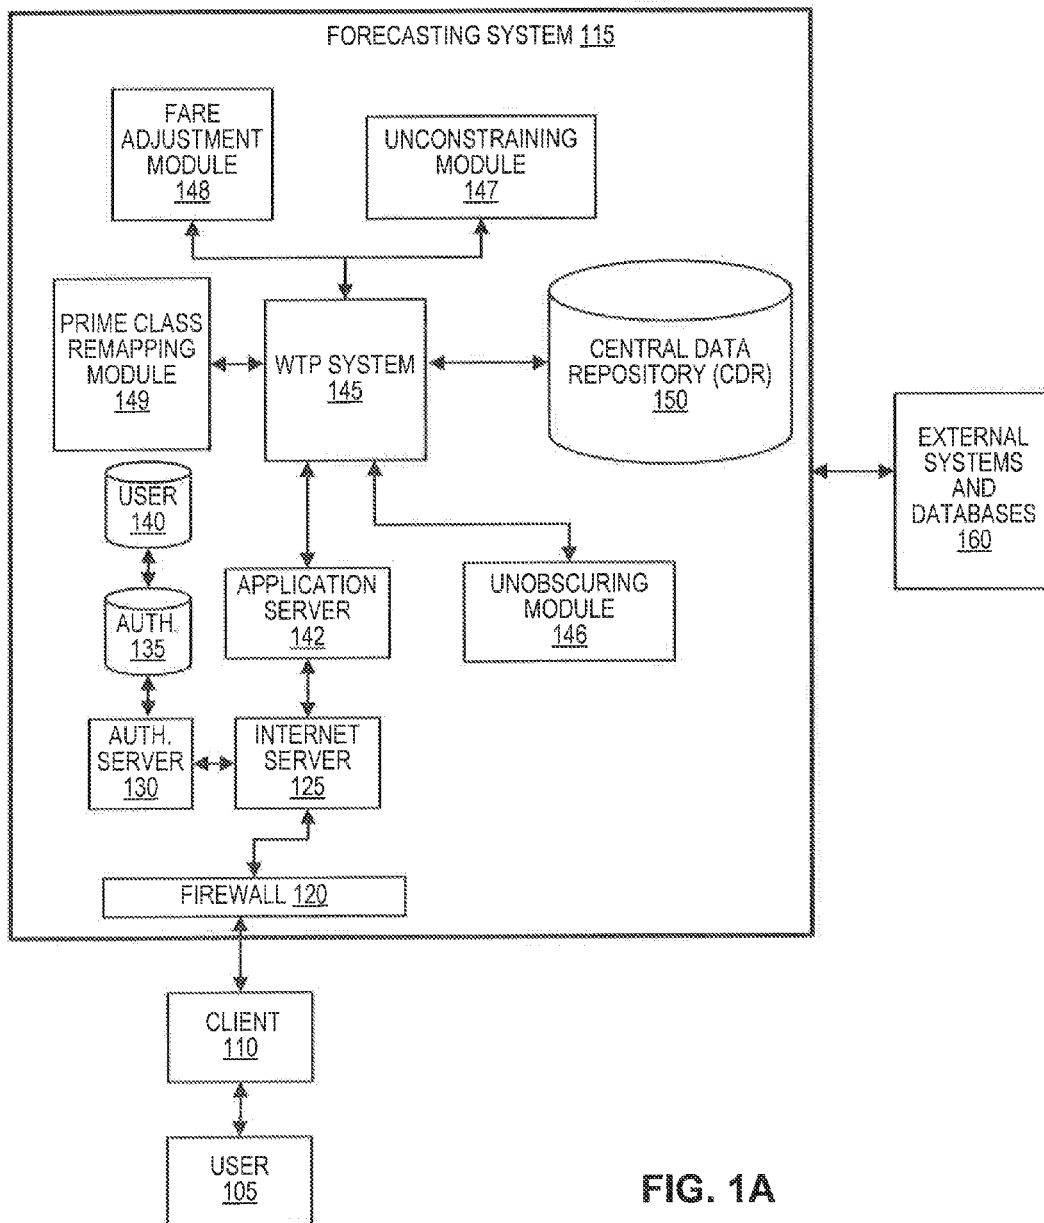 FORECASTING SYSTEM 115
FARE
ADJUSTMENT
MODULE
148
UNCONSTRAINING
MODULE
147
PRIME CLASS
REMAPPING
MODULE
149
WTP SYSTEM
145
CENTRAL DATA
REPOSITORY (CDR)
150
EXTERNAL
SYSTEMS
AND
DATABASES
160
USER
140
AUTH.
135
APPLICATION
SERVER
142
UNOBSCURING
MODULE
146
AUTH.
SERVER
130
INTERNET
SERVER
125
FIREWALL 120
CLIENT
110
USER
105
FIG. 1A